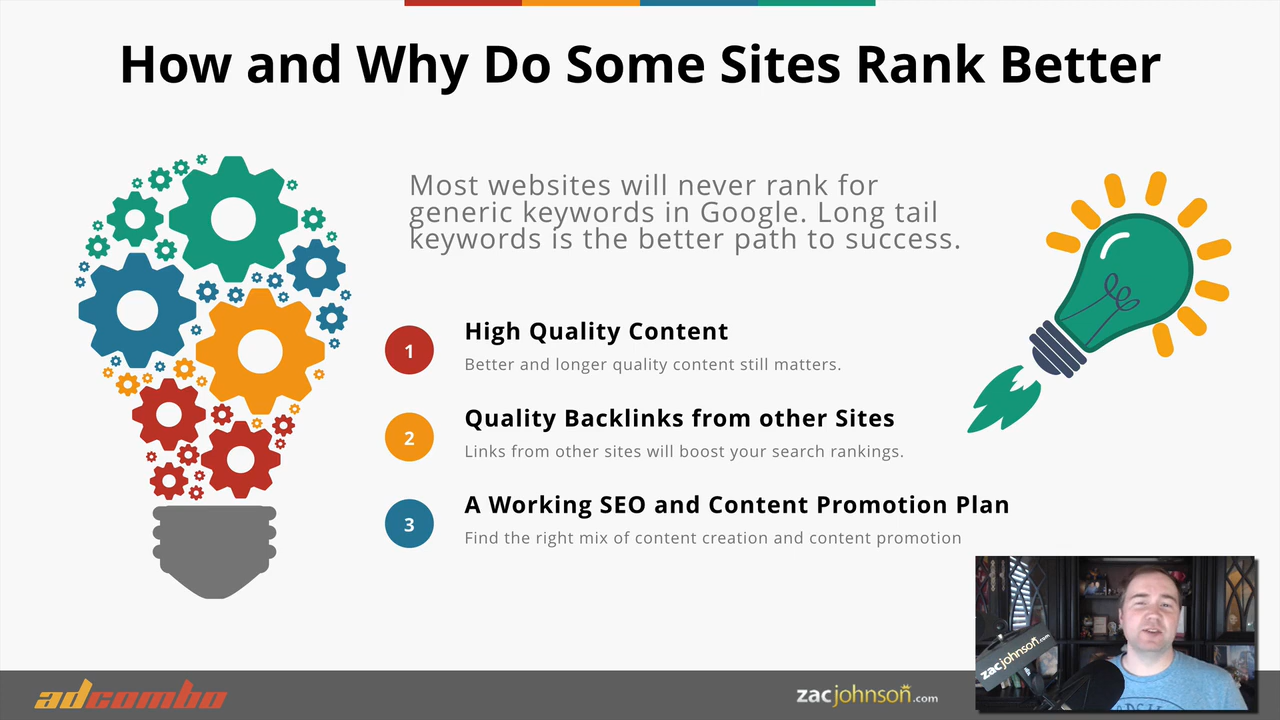 How and Why Do Some Sites Rank Better
Most websites will never rank for
generic keywords in Google. Long tail
keywords is the better path to success.
1
High Quality Content
Better and longer quality content still matters.
2
Quality Backlinks from other Sites
Links from other sites will boost your search rankings.
3
A Working SEO and Content Promotion Plan
Find the right mix of content creation and content promotion
zacjohnson.com
adcombo
zacjohnson.com